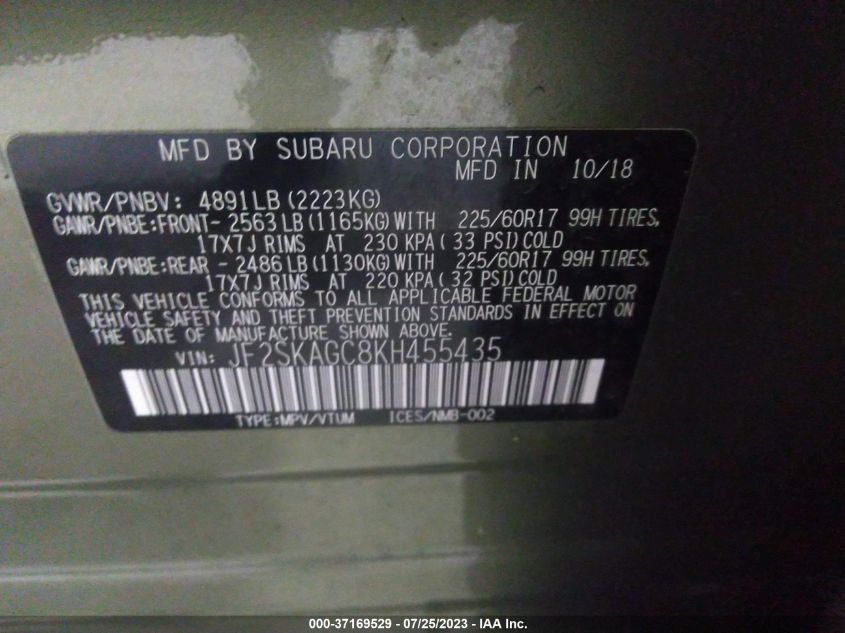 MFD BY SUBARU CORPORATION
MFD IN 10/18
GVWR/PNBV: 4891LB (2223KG)
GAWR/PNBE:FRONT- 2563 LB (1165KG) WITH 225/60R17 99H TIRES,
17X7J RIMS AT 230 KPA ( 33 PSI) COLD
GAWR/PNBE:REAR - 2486 LB (1130KG) WITH 225/60R17 99H TIRES,
17X7J RIMS AT 220 KPA ( 32 PSI) COLD
THIS VEHICLE CONFORMS TO ALL APPLICABLE FEDERAL MOTOR
VEHICLE SAFETY AND THEFT PREVENTION STANDARDS IN EFFECT ON
THE DATE OF MANUFACTURE SHOWN ABOVE.
VIN: JF2SKAGC8KH455435
TYPE:MPV/VTUM ICES/NMB-002
000-37169529 - 07/25/2023 - IAA Inc.